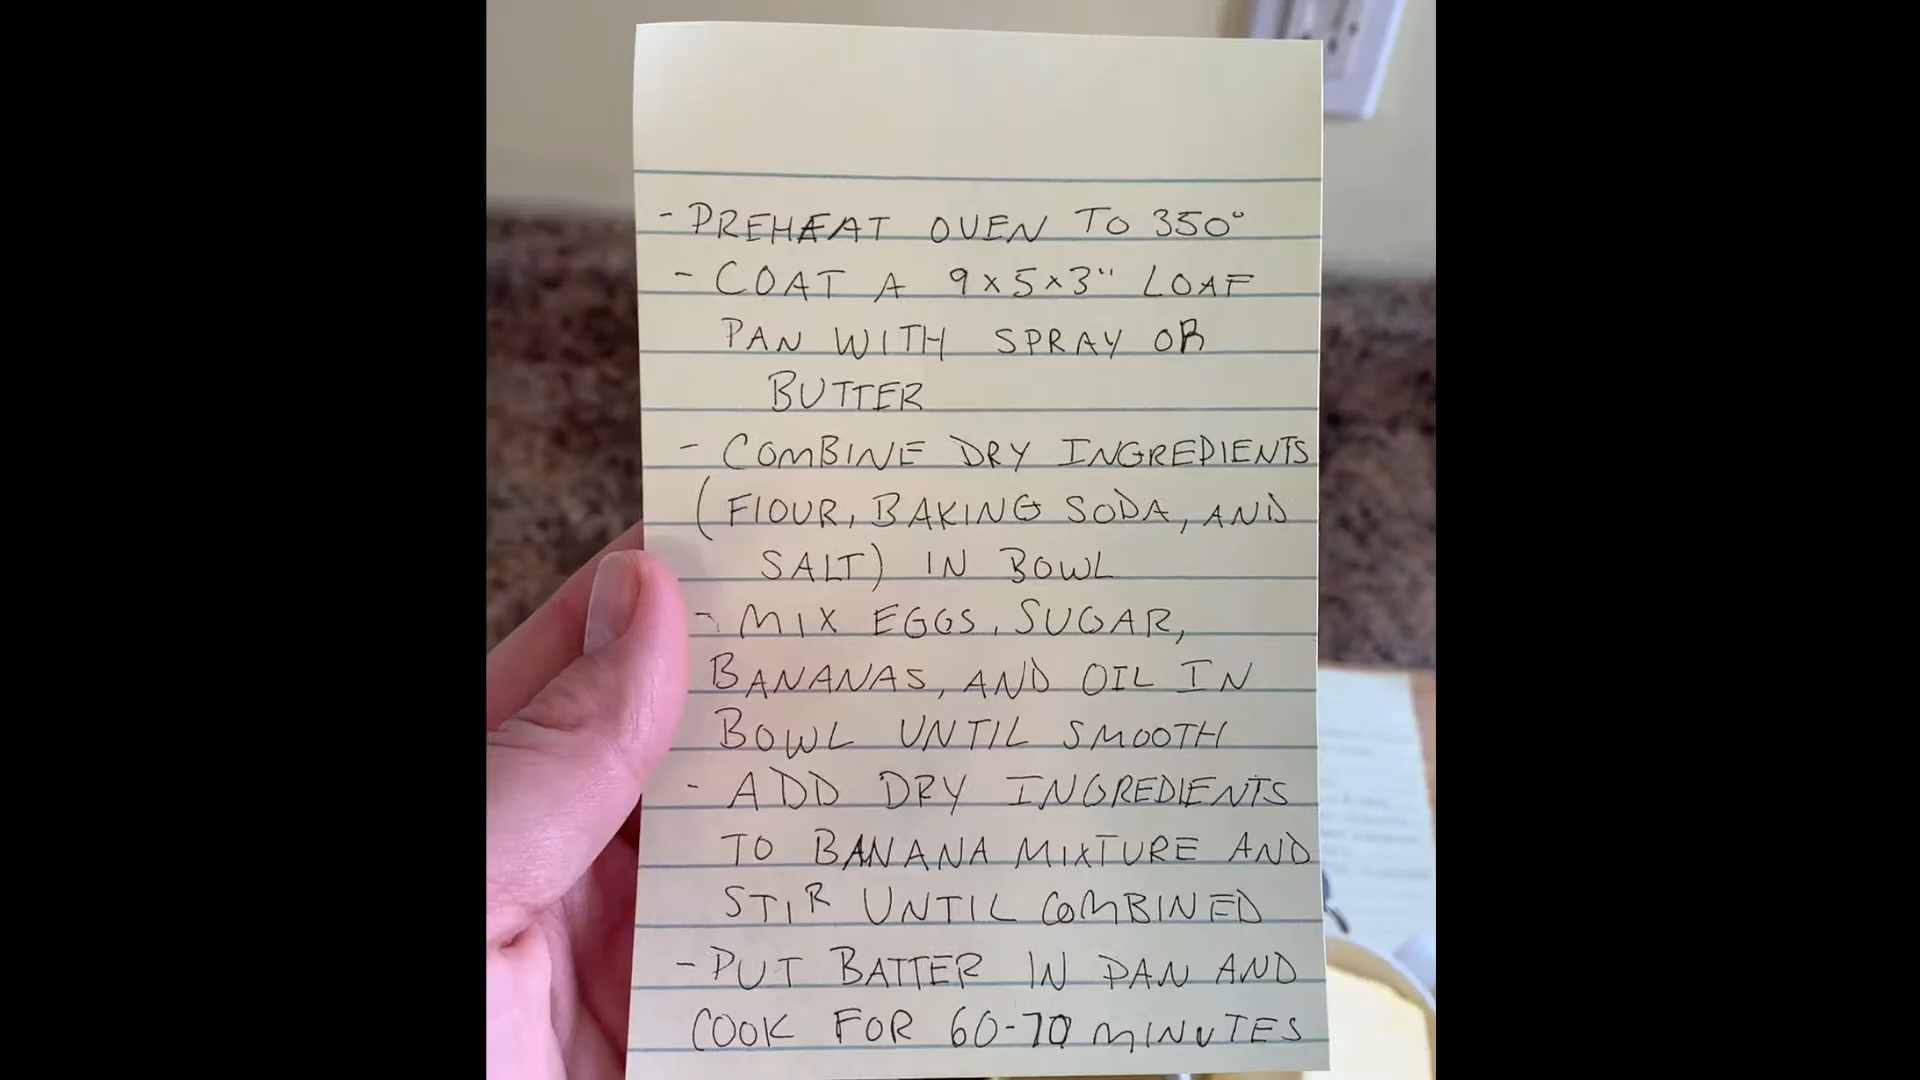 - PREHEAT OVEN TO 350°
- COAT A 9x5x3" LOAF
PAN WITH SPRAY OR
BUTTER
- COMBINE DRY INGREDIENTS
(FlOUR, BAKING SODA, AND
SALT) IN BOWL
- MIX EGGS, SUGAR,
BANANAS, AND OIL IN
BOWL UNTIL SMOOTH
- ADD DRY INGREDIENTS
TO BANANA MIXTURE AND
STIR UNTIL COMBINED
- PUT BATTER IN PAN AND
COOK FOR 60-70 MINUTES